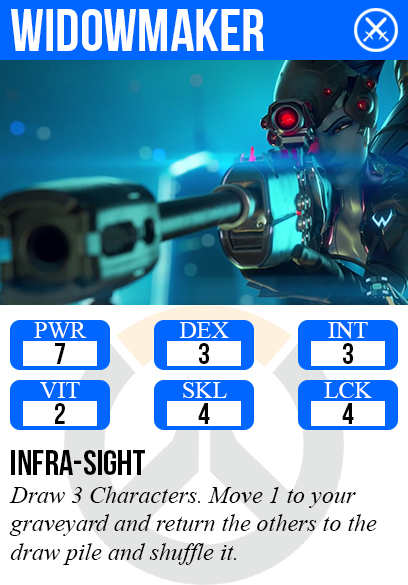 WIDOWMAKER
PWR DEX INT
7 3 3
VIT SKL LCK
2 4 4
INFRA-SIGHT
Draw 3 Characters. Move 1 to your
graveyard and return the others to the
draw pile and shuffle it.